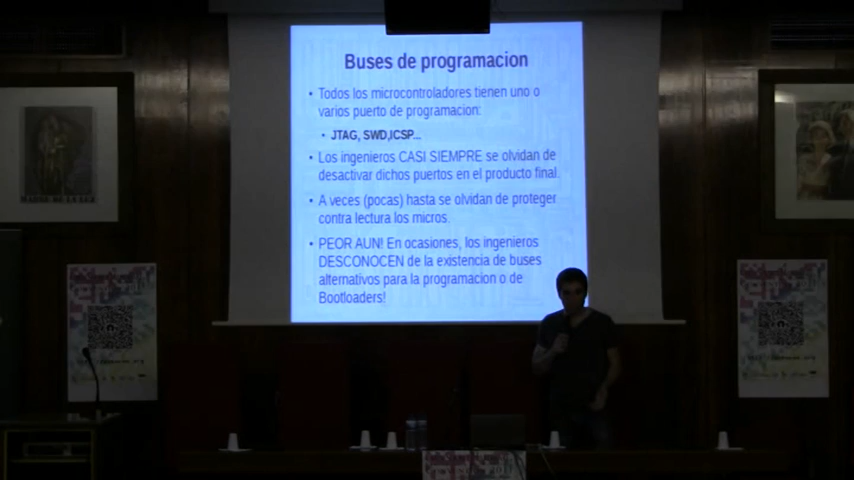 Buses de programacion
• Todos los microcontroladores tienen uno o
varios puerto de programacion:
• JTAG, SWD,ICSP...
• Los ingenieros CASI SIEMPRE se olvidan de
desactivar dichos puertos en el producto final.
• A veces (pocas) hasta se olvidan de proteger
contra lectura los micros.
• PEOR AUN! En ocasiones, los ingenieros
DESCONOCEN de la existencia de buses
alternativos para la programacion o de
Bootloaders!